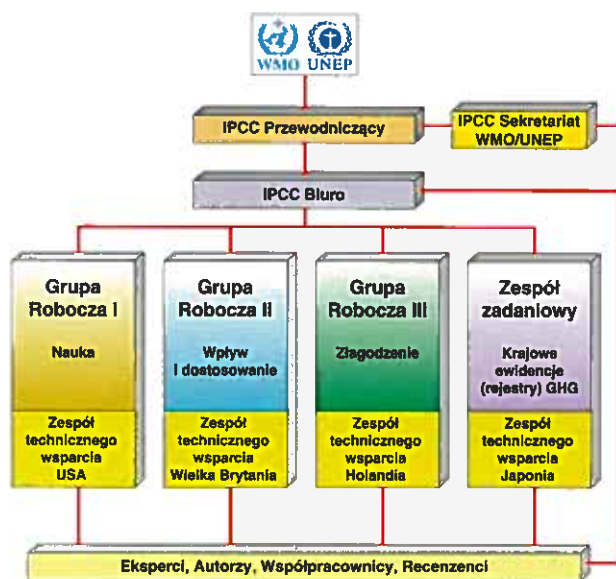 WMO UNEP
IPCC Przewodniczący
IPCC Sekretariat
WMO/UNEP
IPCC Biuro
Grupa
Robocza I
Nauka
Zespół
technicznego
wsparcia
USA
Grupa
Robocza II
Wpływ
i dostosowanie
Zespół
technicznego
wsparcia
Wielka Brytania
Grupa
Robocza III
Złagodzenie
Zespół
technicznego
wsparcia
Holandia
Zespół
zadaniowy
Krajowe
ewidencje
(rejestry) GHG
Zespół
technicznego
wsparcia
Japonia
Eksperci, Autorzy, Współpracownicy, Recenzenci